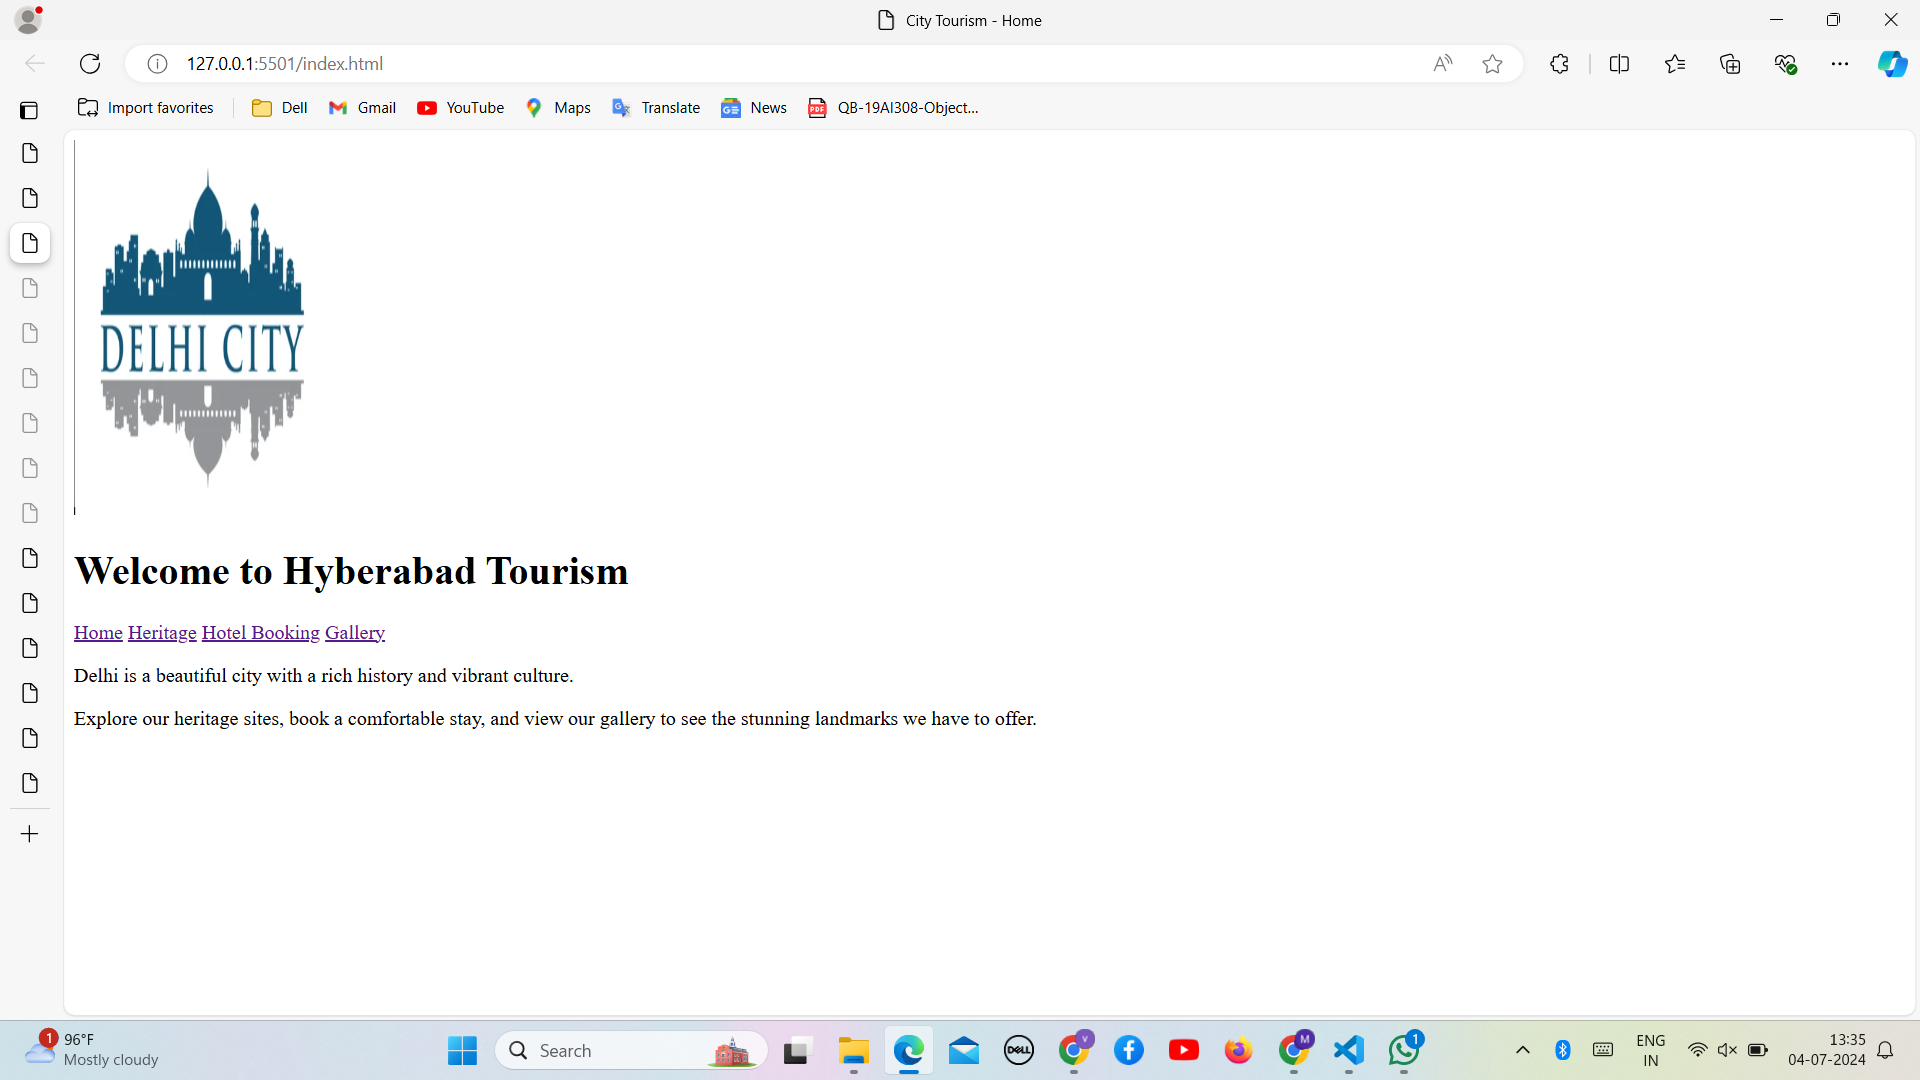 City Tourism - Home
127.0.0.1:5501/index.html
Import favorites
Dell
Gmail
YouTube
Maps
Translate
News
PDF
QB-19AI308-Object...
DELHI CITY
Welcome to Hyberabad Tourism
Home Heritage Hotel Booking Gallery
Delhi is a beautiful city with a rich history and vibrant culture.
Explore our heritage sites, book a comfortable stay, and view our gallery to see the stunning landmarks we have to offer.
1
96°F
Mostly cloudy
Search
DELL
V
M
1
ENG
IN
13:35
04-07-2024